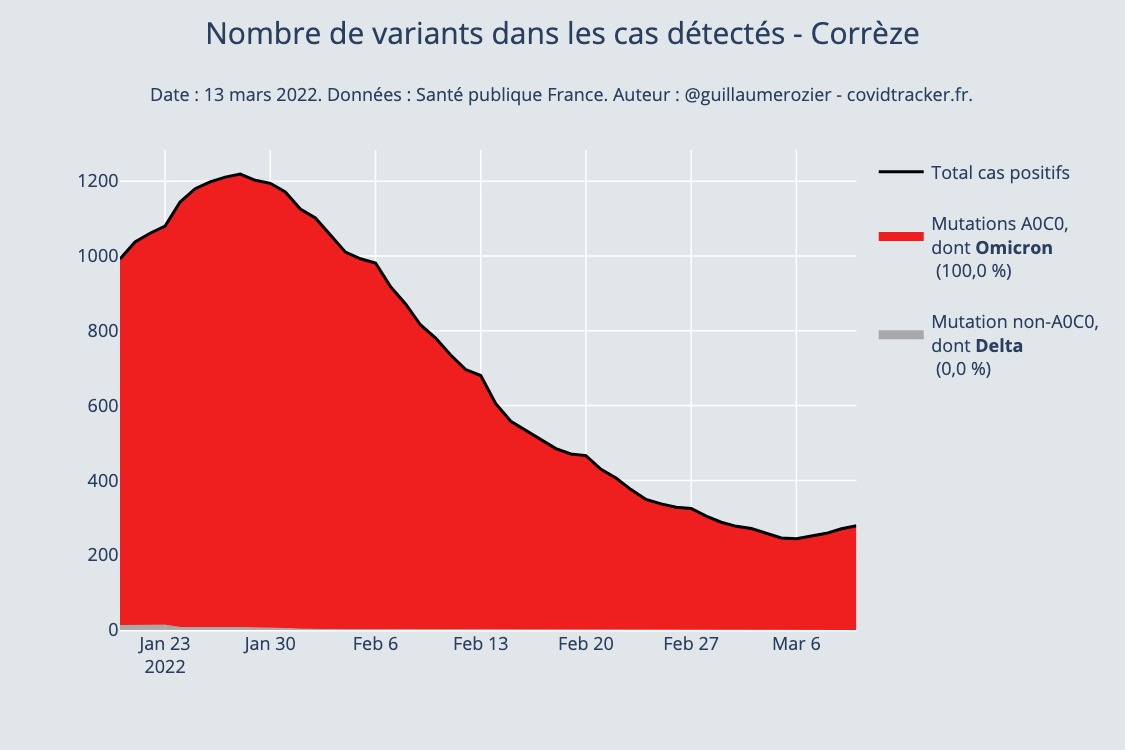 Nombre de variants dans les cas détectés - Corrèze
Date : 13 mars 2022. Données : Santé publique France. Auteur : @guillaumerozier - covidtracker.fr.
1200
1000
800
600
400
200
0
Jan 23
2022
Jan 30
Feb 6
Feb 13
Feb 20
Feb 27
Mar 6
Total cas positifs
Mutations A0C0,
dont Omicron
(100,0 %)
Mutation non-A0C0,
dont Delta
(0,0 %)